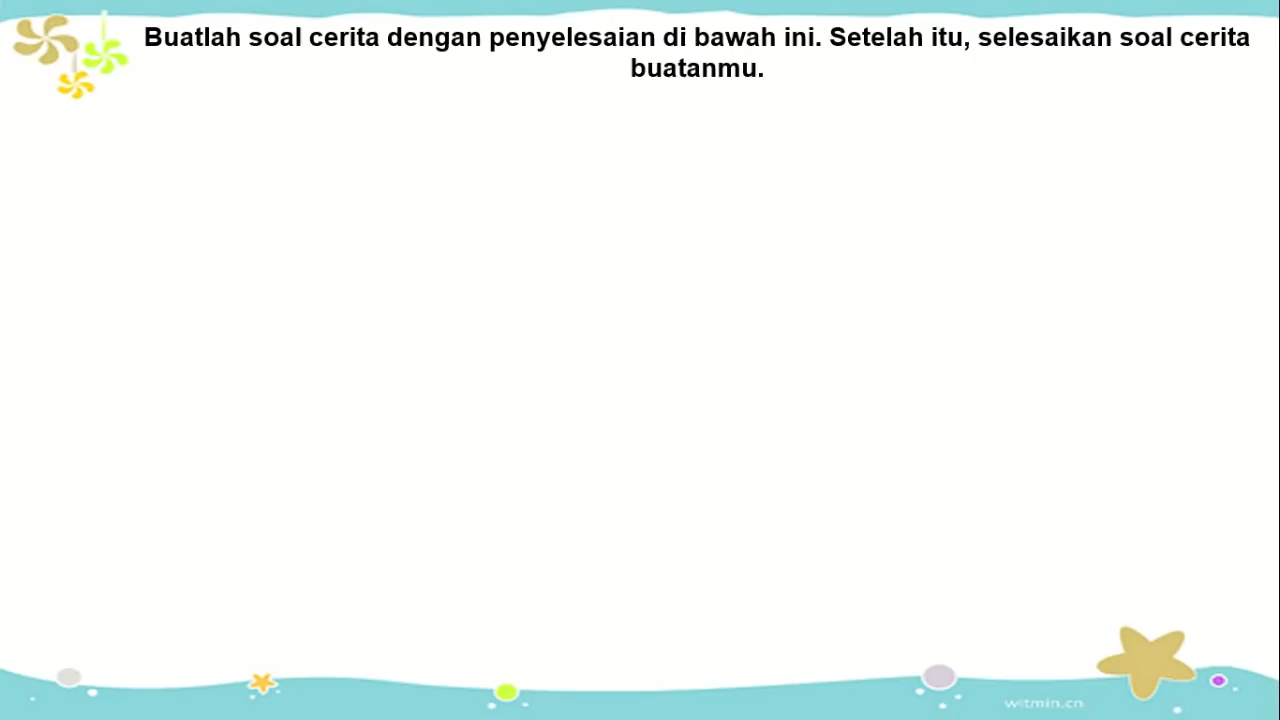 Buatlah soal cerita dengan penyelesaian di bawah ini. Setelah itu, selesaikan soal cerita
buatanmu.
witmin.cn